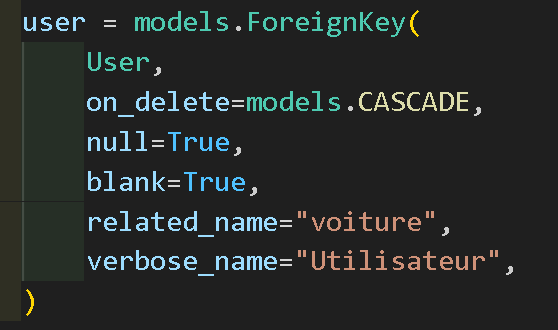 user = models.ForeignKey(
User,
on_delete=models.CASCADE,
null=True,
blank=True,
related_name="voiture",
verbose_name="Utilisateur",
)